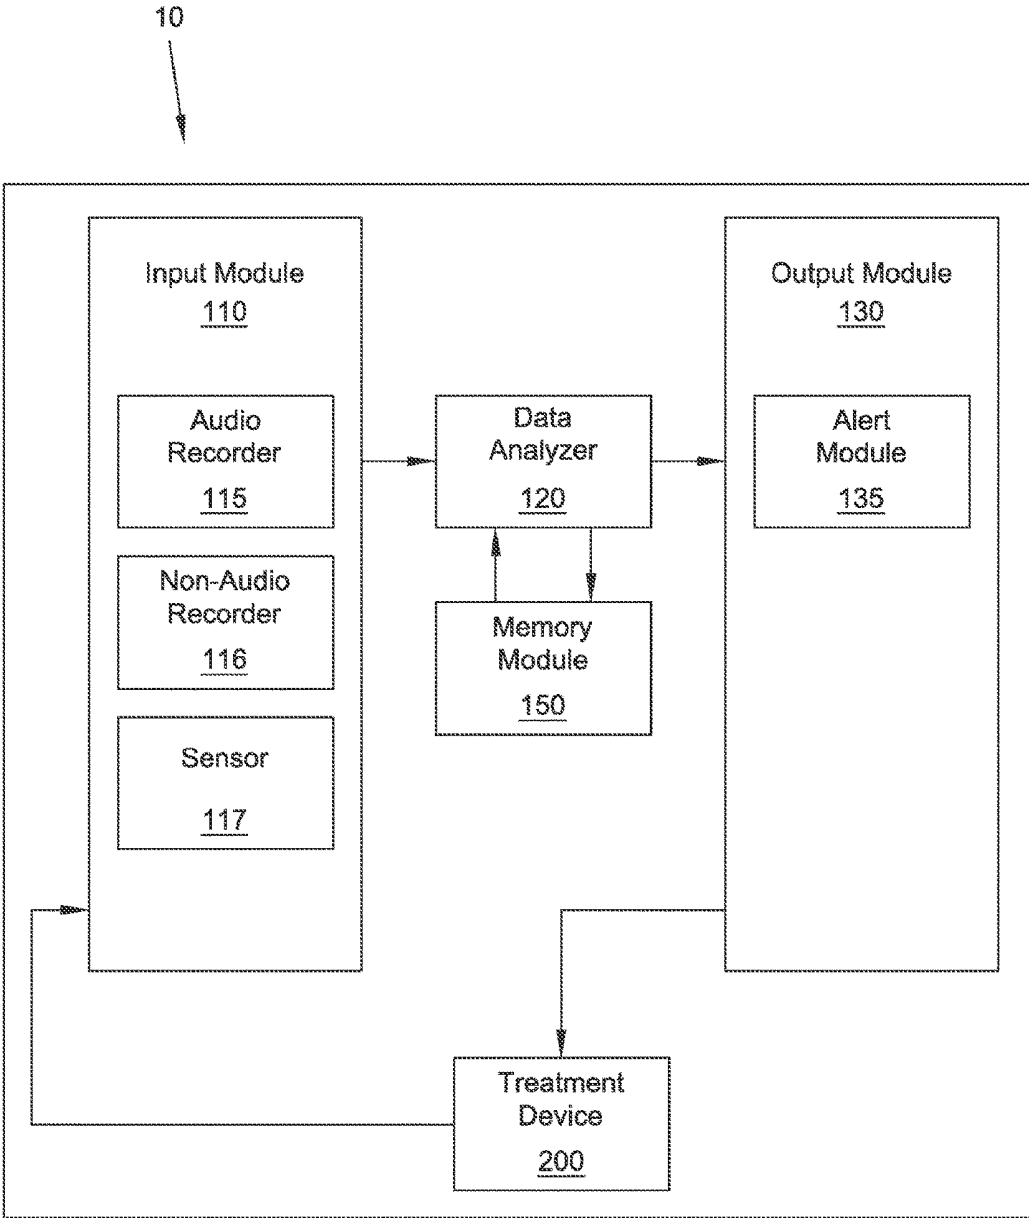 10
Input Module
110
Audio
Recorder
115
Non-Audio
Recorder
116
Sensor
117
Data
Analyzer
120
Memory
Module
150
Output Module
130
Alert
Module
135
Treatment
Device
200